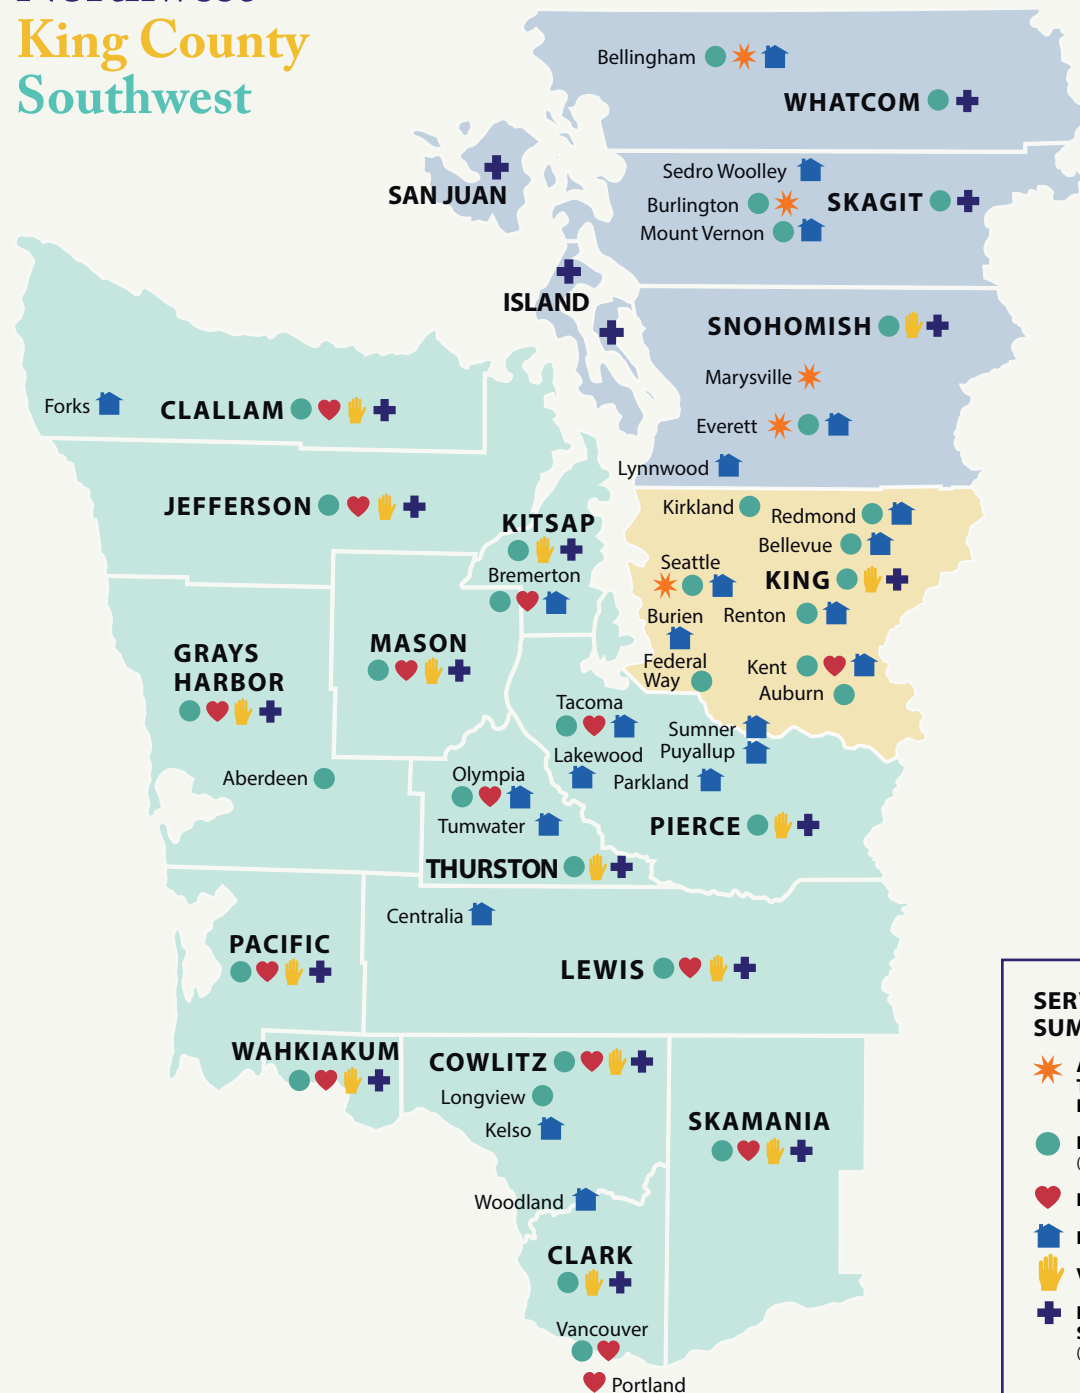 King County
Southwest
Bellingham
WHATCOM
SAN JUAN
Sedro Woolley
Burlington
SKAGIT
Mount Vernon
ISLAND
SNOHOMISH
Marysville
Everett
Lynnwood
Forks
CLALLAM
JEFFERSON
KITSAP
Bremerton
Kirkland
Redmond
Bellevue
Seattle
KING
Burien
Renton
Federal
Way
Kent
Auburn
GRAYS
HARBOR
MASON
Aberdeen
Tacoma
Sumner
Puyallup
Lakewood
Parkland
Olympia
Tumwater
PIERCE
THURSTON
Centralia
PACIFIC
LEWIS
WAHKIAKUM
COWLITZ
Longview
Kelso
SKAMANIA
Woodland
CLARK
Vancouver
Portland